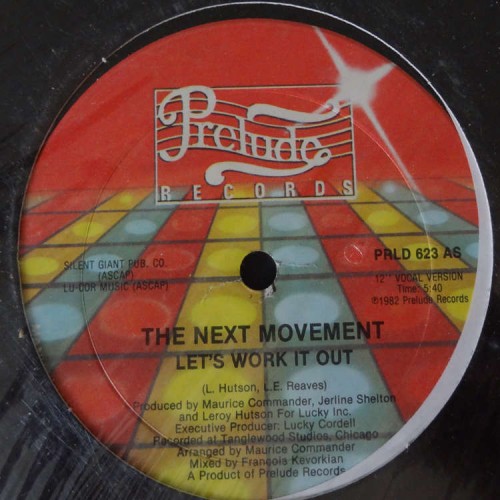 Prelude
RECORDS
PRLD 623 AS
SILENT GIANT PUB. CO.
(ASCAP)
LU-COR MUSIC (ASCAP)
12" VOCAL VERSION
Time: 5:40
℗1982 Prelude Records
THE NEXT MOVEMENT
LET'S WORK IT OUT
(L. Hutson, L.E. Reaves)
Produced by Maurice Commander, Jerline Shelton
and Leroy Hutson For Lucky Inc.
Executive Producer: Lucky Cordell
Recorded at Tanglewood Studios, Chicago
Arranged by Maurice Commander
Mixed by François Kevorkian
A Product of Prelude Records